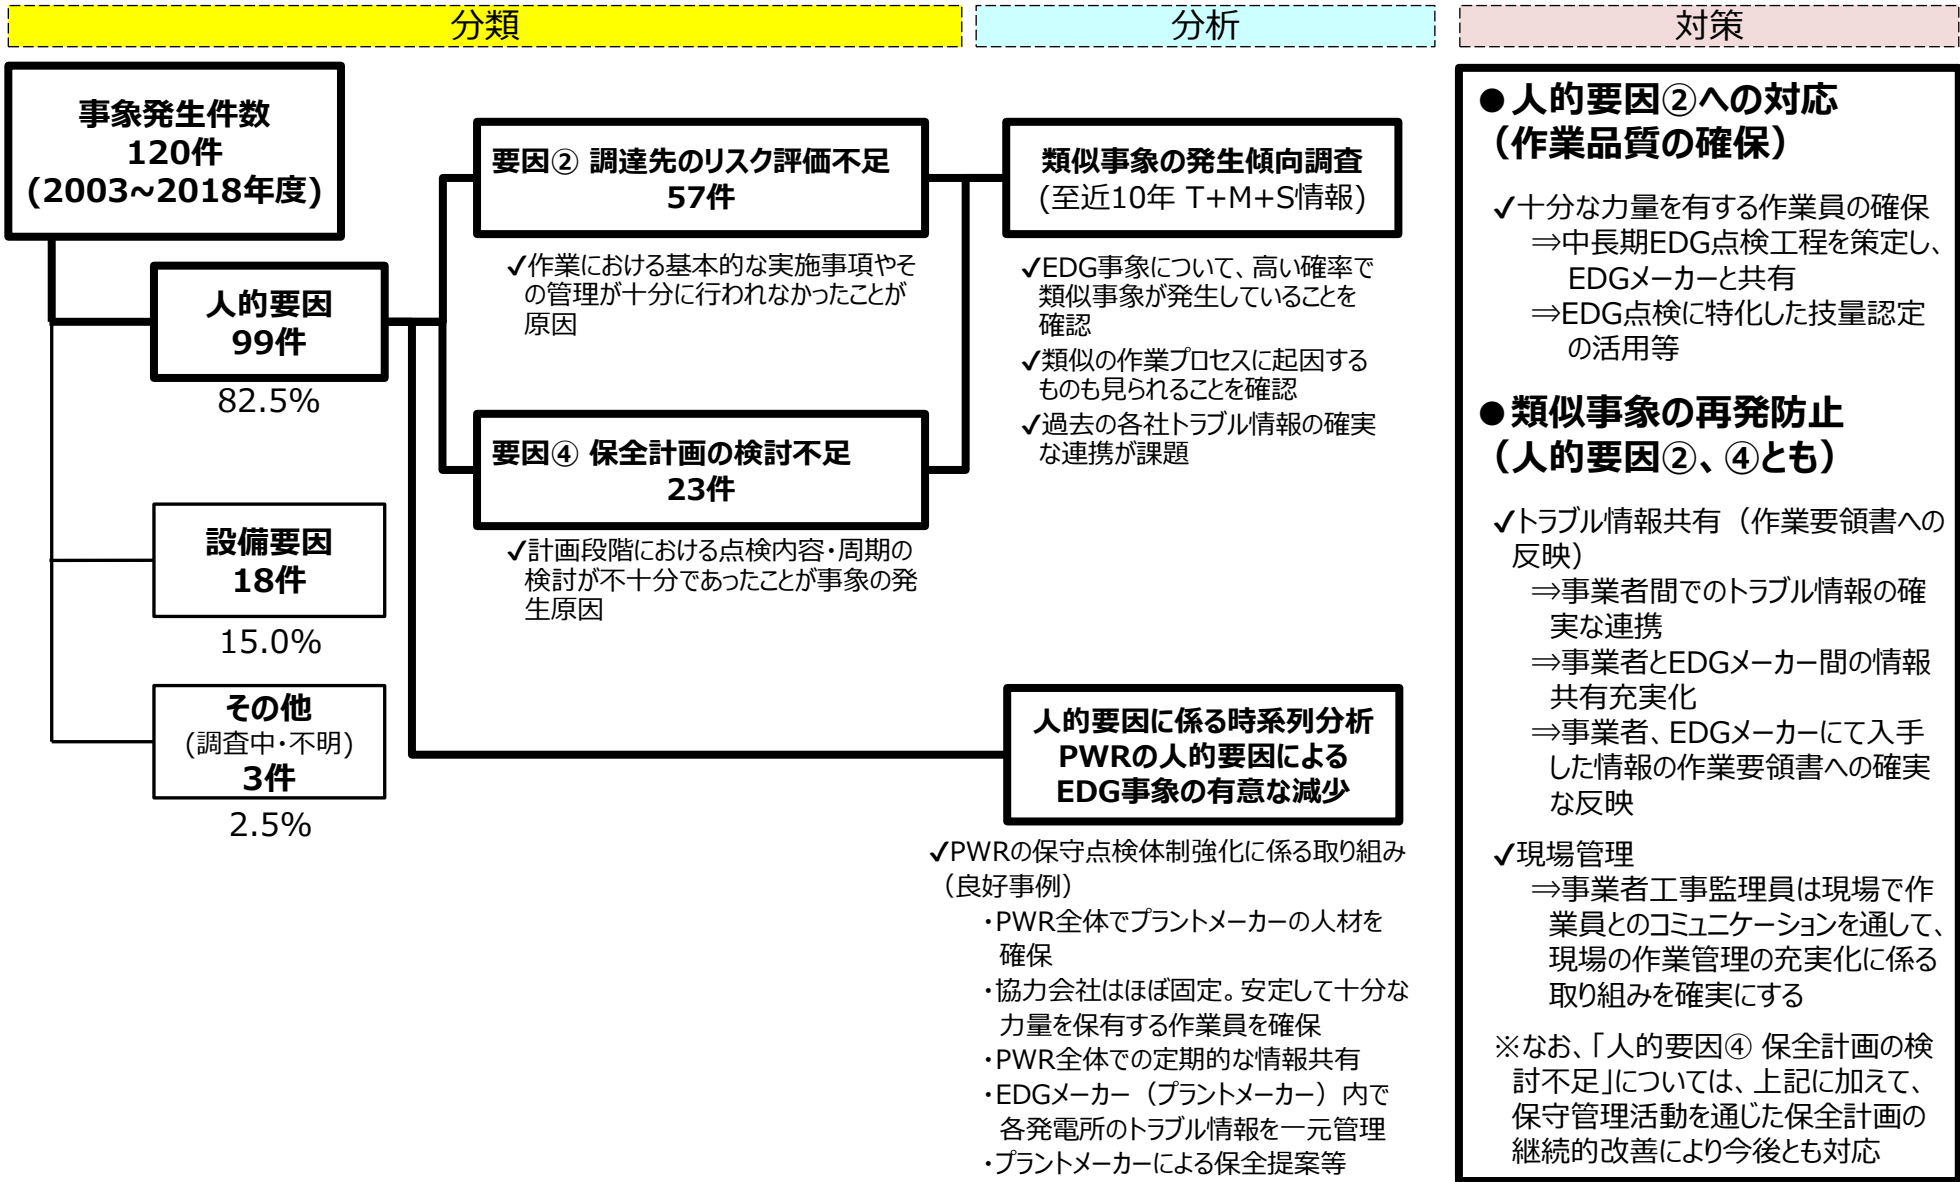 分類
分析
対策
事象発生件数
120件
(2003~2018年度)
人的要因
99件
82.5%
設備要因
18件
15.0%
その他
(調査中・不明)
3件
2.5%
要因② 調達先のリスク評価不足
57件
✓作業における基本的な実施事項やそ
の管理が十分に行われなかったことが
原因
要因④ 保全計画の検討不足
23件
✓計画段階における点検内容・周期の
検討が不十分であったことが事象の発
生原因
類似事象の発生傾向調査
(至近10年 T+M+S情報)
✓EDG事象について、高い確率で
類似事象が発生していることを
確認
✓類似の作業プロセスに起因する
ものも見られることを確認
✓過去の各社トラブル情報の確実
な連携が課題
人的要因に係る時系列分析
PWRの人的要因による
EDG事象の有意な減少
✓PWRの保守点検体制強化に係る取り組み
（良好事例）
・PWR全体でプラントメーカーの人材を
確保
・協力会社はほぼ固定。安定して十分な
力量を保有する作業員を確保
・PWR全体での定期的な情報共有
・EDGメーカー（プラントメーカー）内で
各発電所のトラブル情報を一元管理
・プラントメーカーによる保全提案等
●人的要因②への対応
（作業品質の確保）
✓十分な力量を有する作業員の確保
⇒中長期EDG点検工程を策定し、
EDGメーカーと共有
⇒EDG点検に特化した技量認定
の活用等
●類似事象の再発防止
（人的要因②、④とも）
✓トラブル情報共有（作業要領書への
反映）
⇒事業者間でのトラブル情報の確
実な連携
⇒事業者とEDGメーカー間の情報
共有充実化
⇒事業者、EDGメーカーにて入手
した情報の作業要領書への確実
な反映
✓現場管理
⇒事業者工事監理員は現場で作
業員とのコミュニケーションを通して、
現場の作業管理の充実化に係る
取り組みを確実にする
※なお、「人的要因④ 保全計画の検
討不足」については、上記に加えて、
保守管理活動を通じた保全計画の
継続的改善により今後とも対応